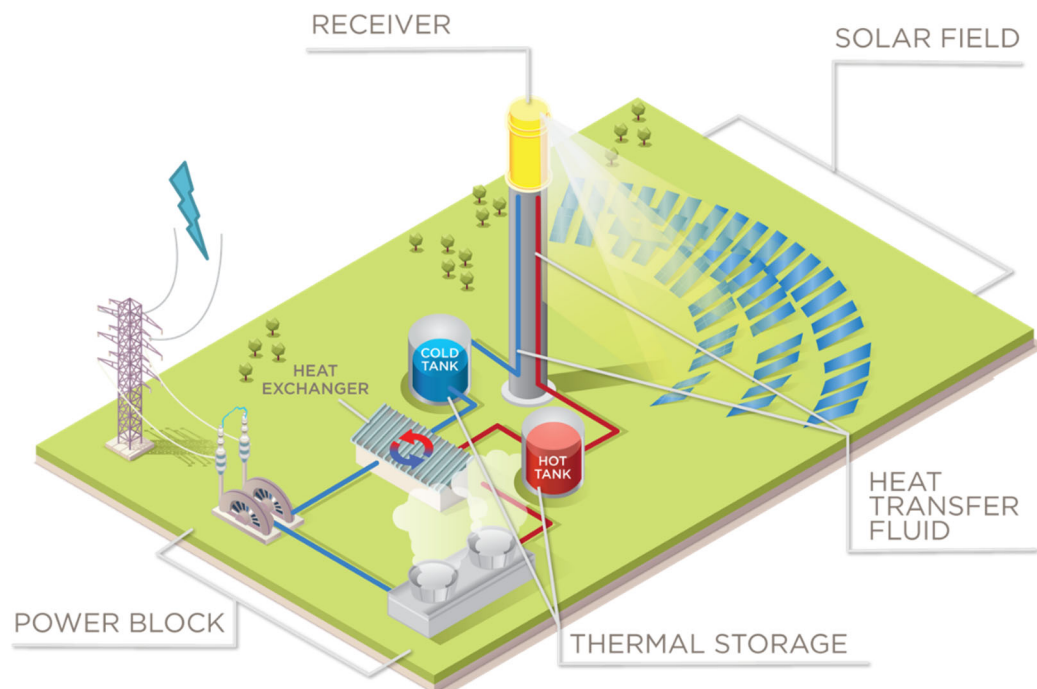 RECEIVER
SOLAR FIELD
COLD
TANK
HEAT
EXCHANGER
HOT
TANK
HEAT
TRANSFER
FLUID
POWER BLOCK
THERMAL STORAGE